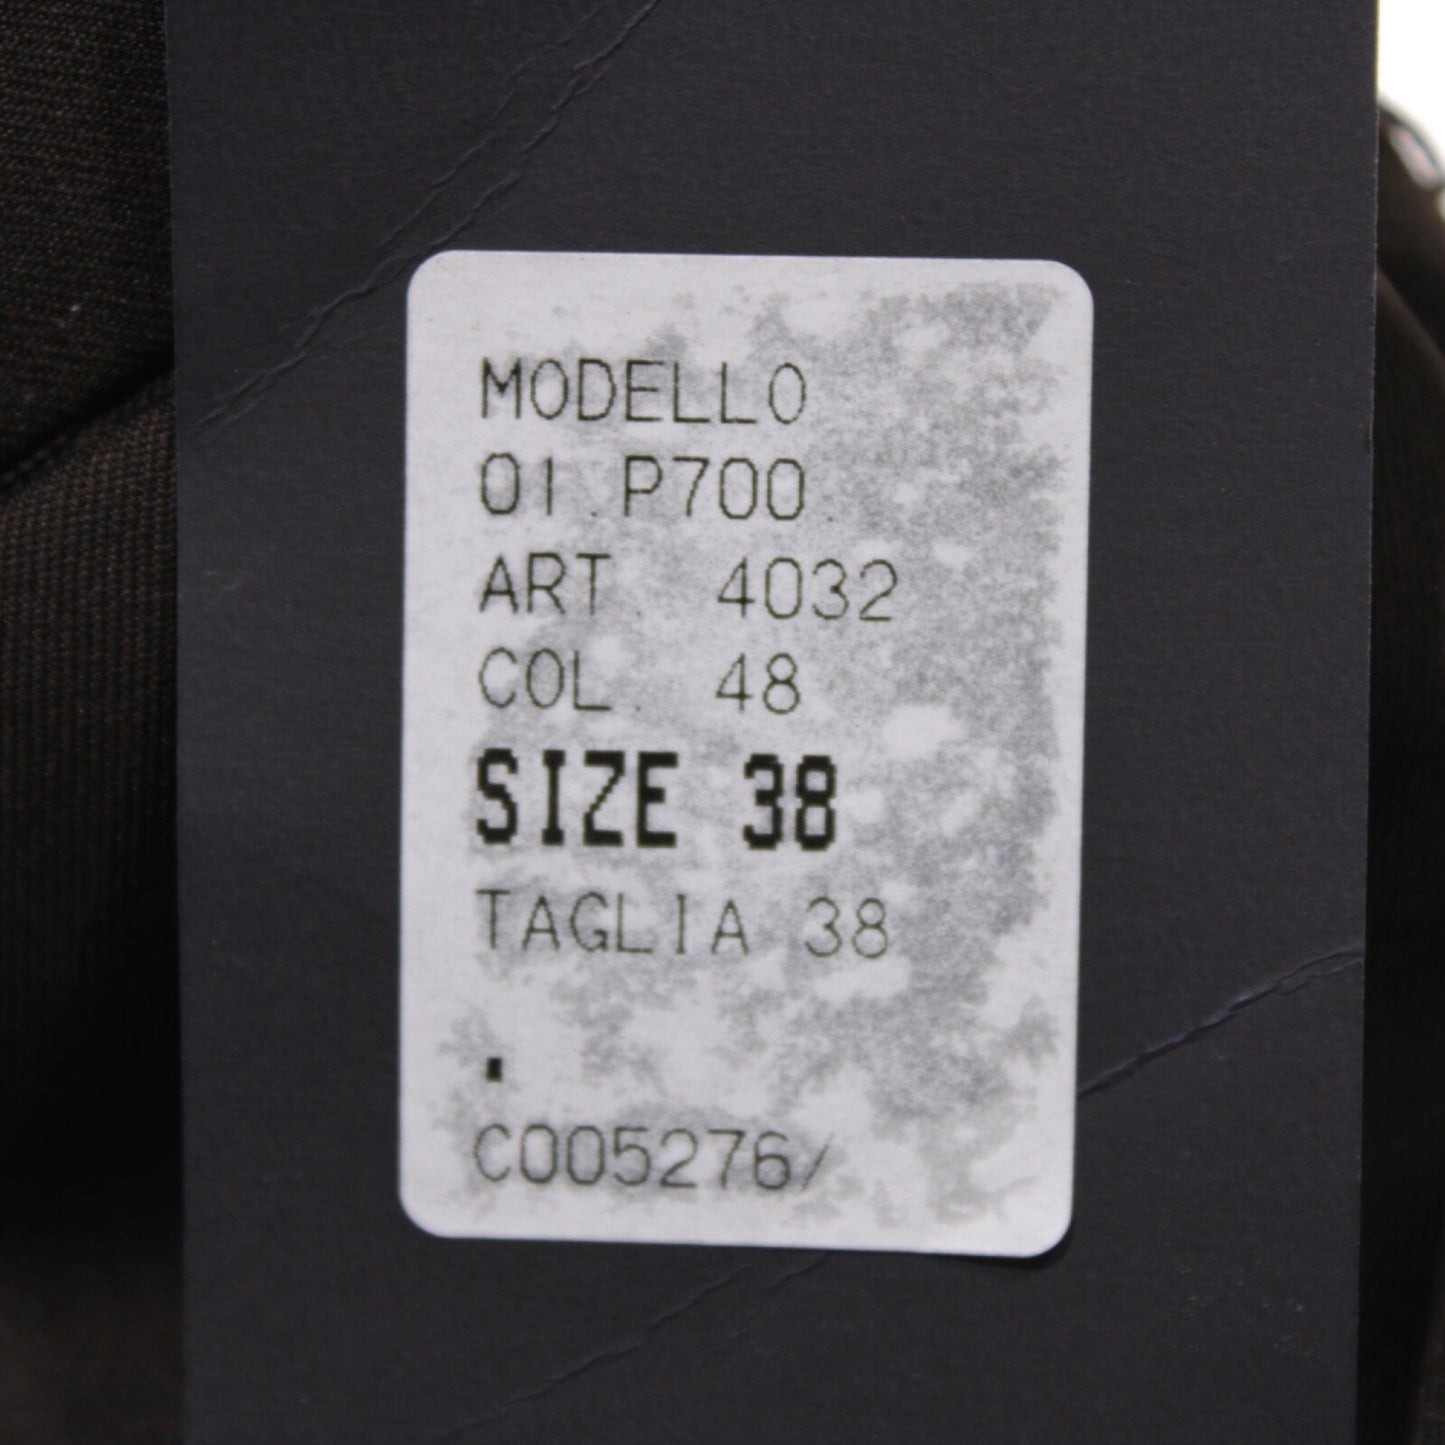 MODELLO
01.P700
ART 4032
COL. 48
SIZE 38
TAGLIA 38
.
C005276/